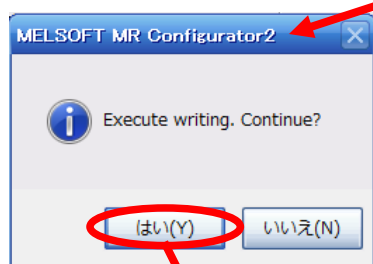 MELSOFT MR Configurator2
Execute writing. Continue?
はい(Y)
いいえ(N)